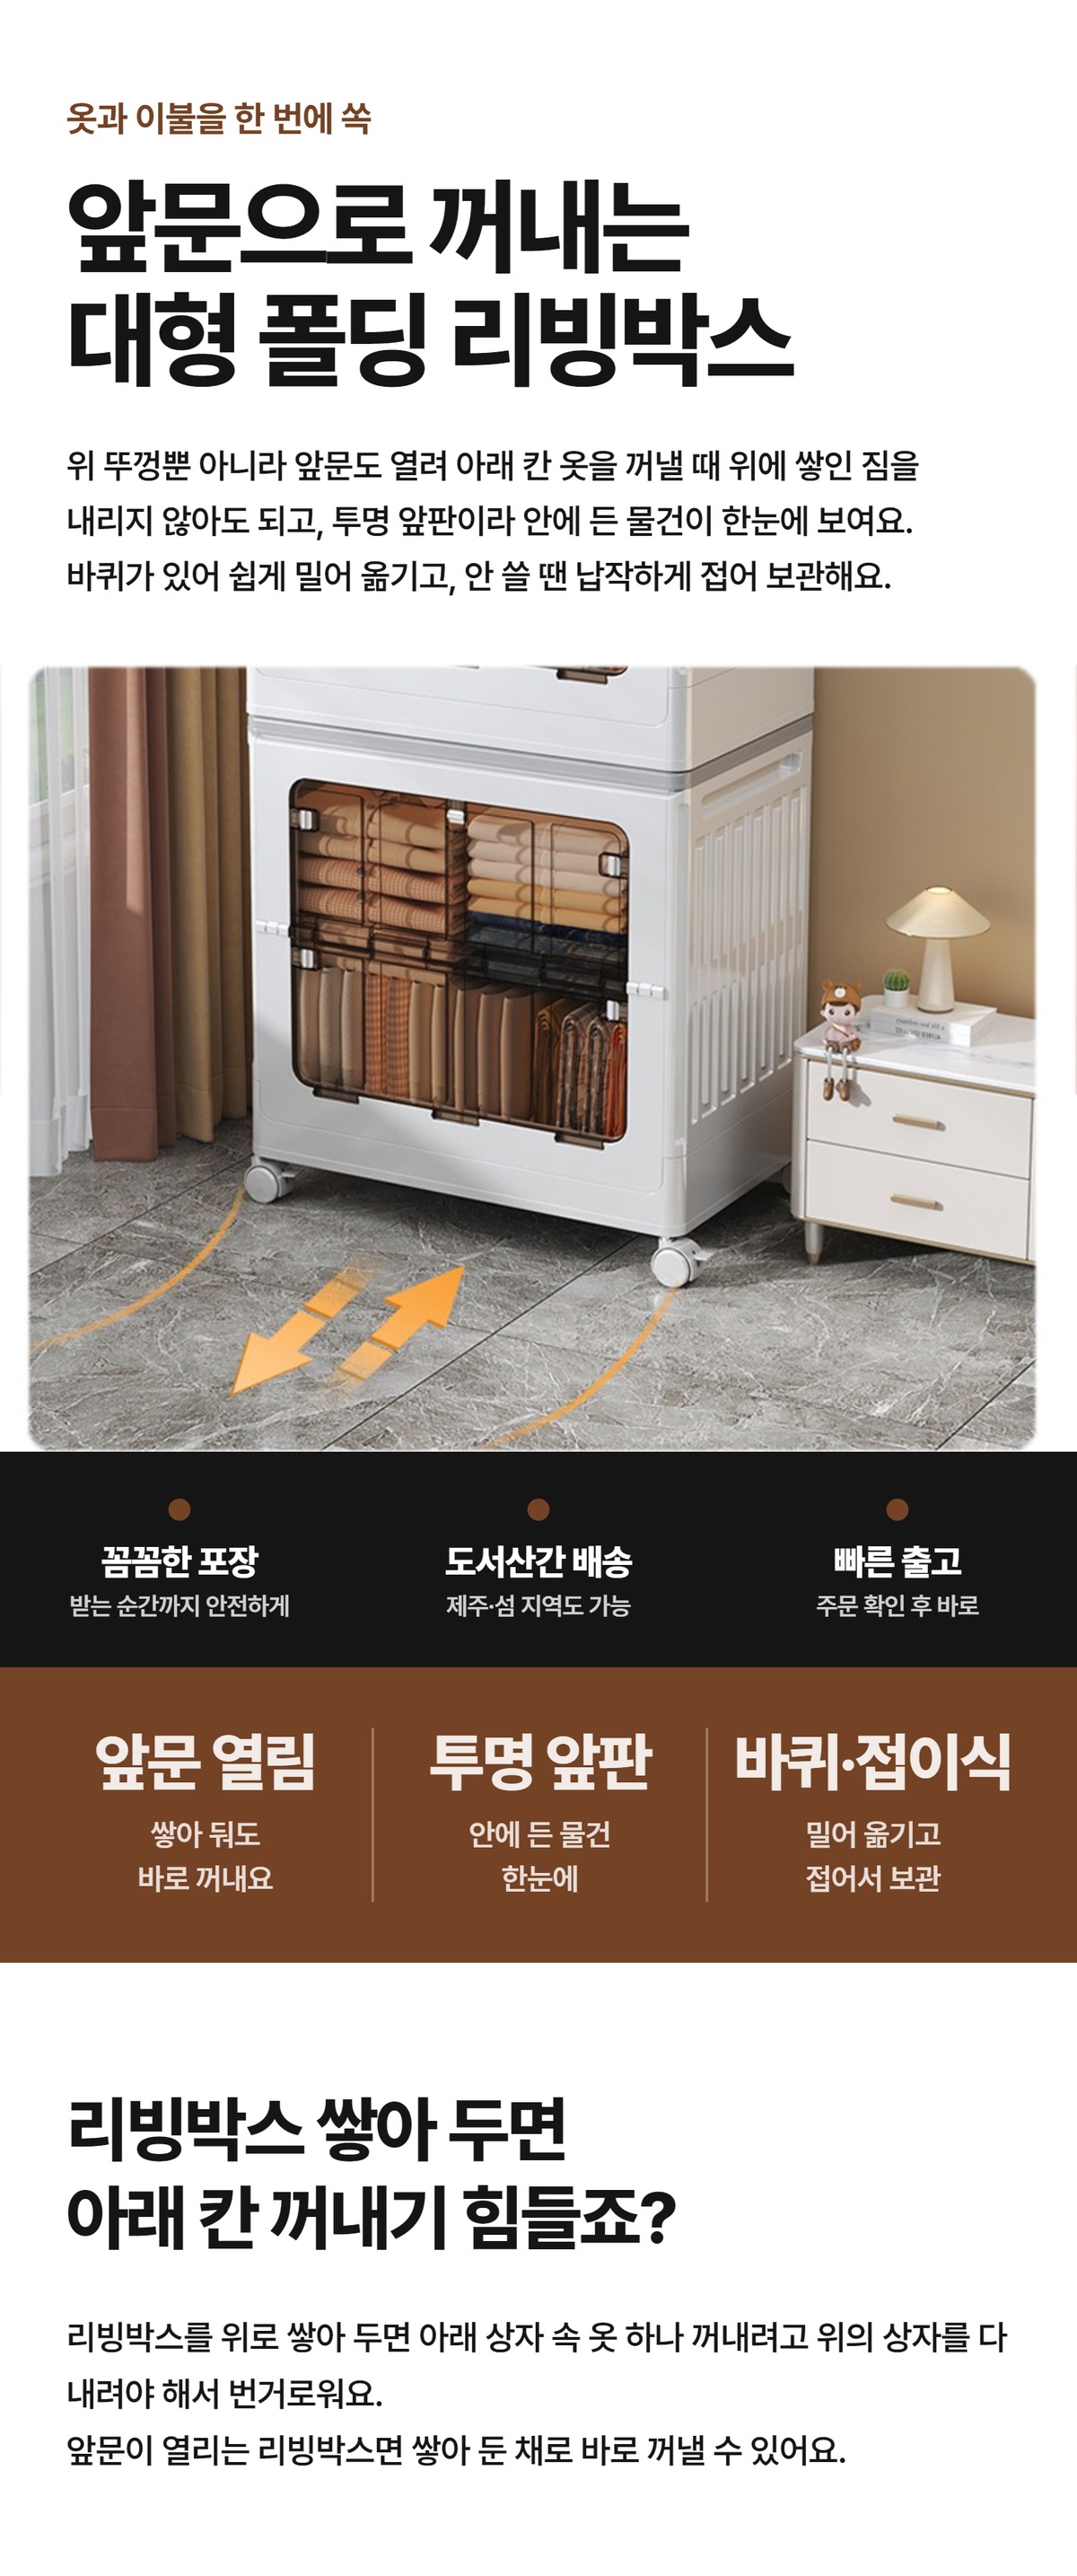 옷과 이불을 한 번에 쏙
앞문으로 꺼내는
대형 폴딩 리빙박스
위 뚜껑뿐 아니라 앞문도 열려 아래 칸 옷을 꺼낼 때 위에 쌓인 짐을
내리지 않아도 되고, 투명 앞판이라 안에 든 물건이 한눈에 보여요.
바퀴가 있어 쉽게 밀어 옮기고, 안 쓸 땐 납작하게 접어 보관해요.
꼼꼼한 포장
받는 순간까지 안전하게
도서산간 배송
제주·섬 지역도 가능
빠른 출고
주문 확인 후 바로
앞문 열림
쌓아 둬도
바로 꺼내요
투명 앞판
안에 든 물건
한눈에
바퀴·접이식
밀어 옮기고
접어서 보관
리빙박스 쌓아 두면
아래 칸 꺼내기 힘들죠?
리빙박스를 위로 쌓아 두면 아래 상자 속 옷 하나 꺼내려고 위의 상자를 다
내려야 해서 번거로워요.
앞문이 열리는 리빙박스면 쌓아 둔 채로 바로 꺼낼 수 있어요.